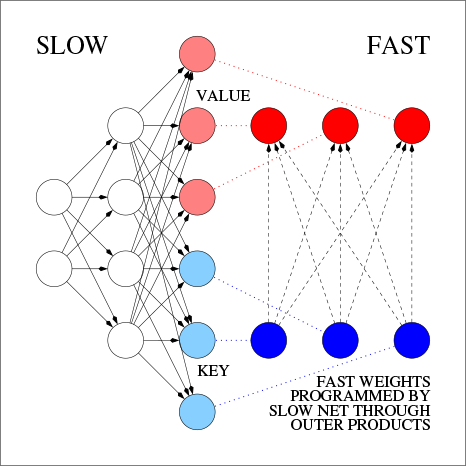 SLOW
FAST
VALUE
KEY
FAST WEIGHTS
PROGRAMMED BY
SLOW NET THROUGH
OUTER PRODUCTS